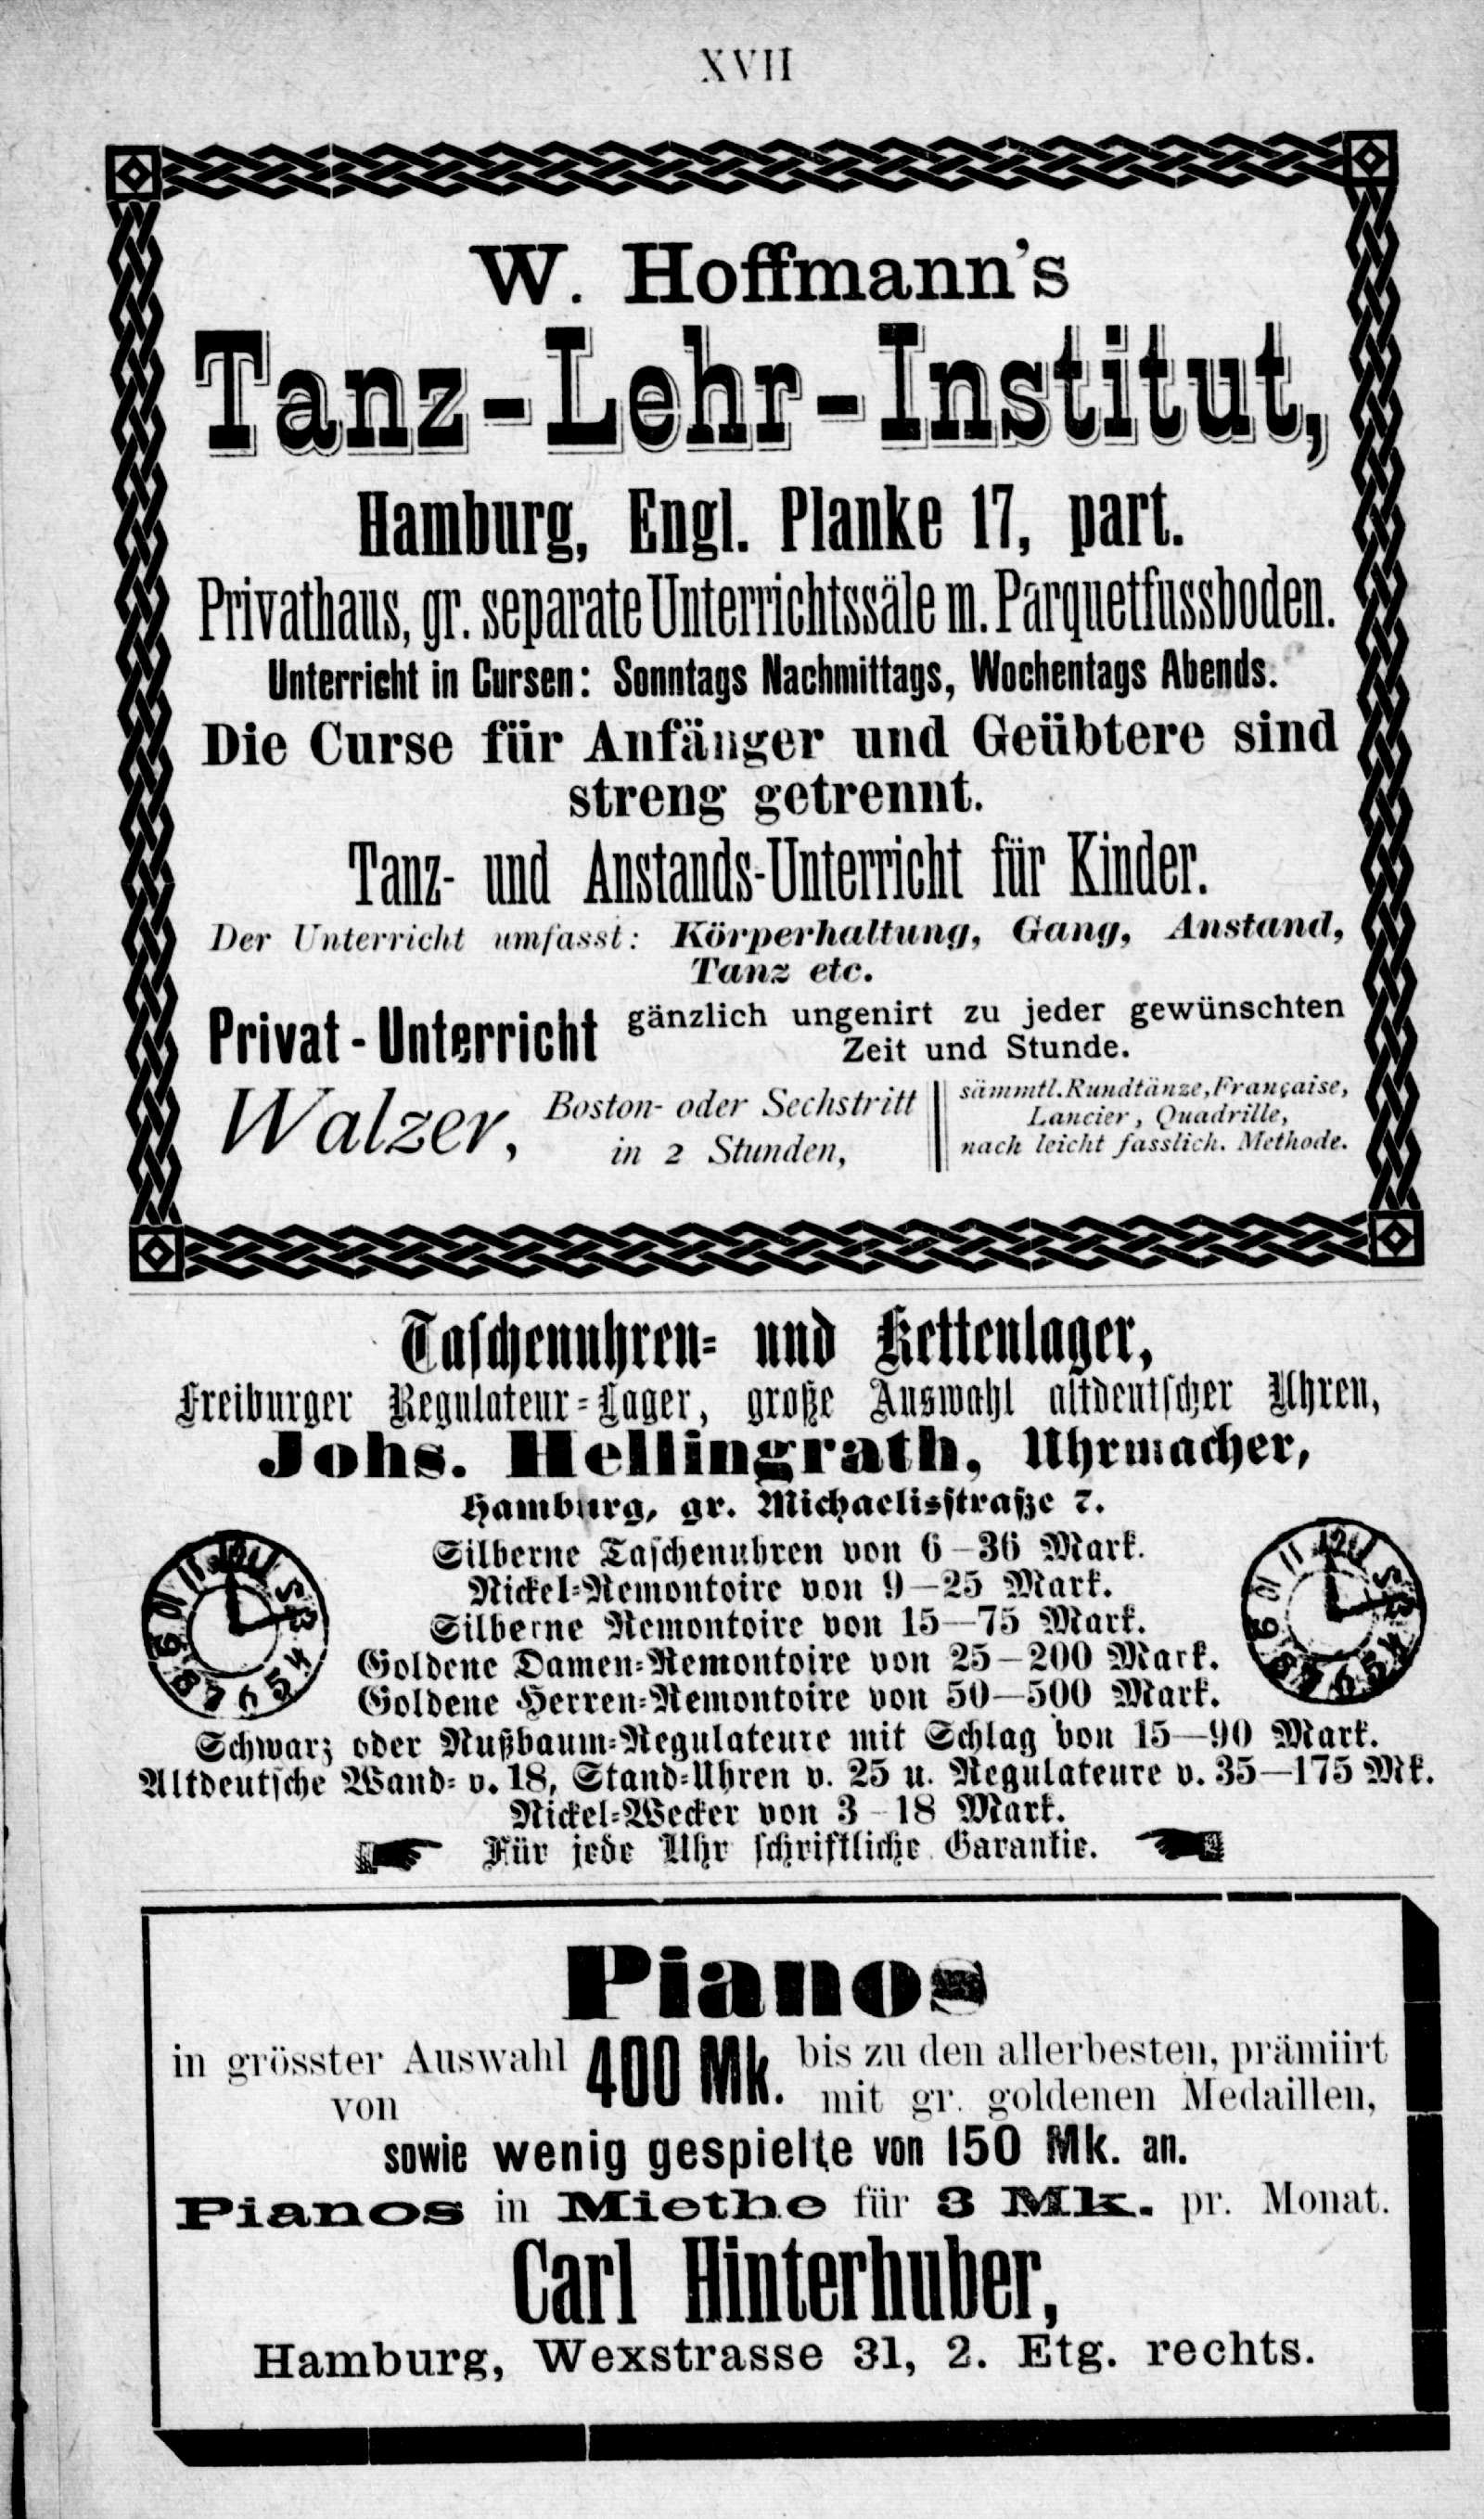 XVII
W. Hoffmann's
Tanz-Lehr-Institut,
Hamburg, Engl. Planke 17, part.
Privathaus, gr. separate Unterrichtssäle m. Parquetfussboden.
Unterricht in Cursen: Sonntags Nachmittags, Wochentags Abends.
Die Curse für Anfänger und Geübtere sind
streng getrennt.
Tanz- und Anstands-Unterricht für Kinder.
Der Unterricht umfasst: Körperhaltung, Gang, Anstand,
Tanz etc.
Privat-Unterricht gänzlich ungenirt zu jeder gewünschten
Zeit und Stunde.
Walzer, Boston- oder Sechstritt
in 2 Stunden,
sämmtl. Rundtänze, Française,
Lancier, Quadrille,
nach leicht fasslich. Methode.
Taschenuhren- und Kettenlager,
Freiburger Regulateur-Lager, große Auswahl altdeutscher Uhren,
Johs. Hellingrath, Uhrmacher,
Hamburg, gr. Michaelisstraße 7.
Silberne Taschenuhren von 6—36 Mark.
Nickel-Remontoire von 9—25 Mark.
Silberne Remontoire von 15—75 Mark.
Goldene Damen-Remontoire von 25—200 Mark.
Goldene Herren-Remontoire von 50—500 Mark.
Schwarz oder Nußbaum-Regulateure mit Schlag von 15—90 Mark.
Altdeutsche Wand- v. 18, Stand-Uhren v. 25 u. Regulateure v. 35—175 Mk.
Nickel-Wecker von 3—18 Mark.
Für jede Uhr schriftliche Garantie.
Pianos
in grösster Auswahl
von
400 Mk.
bis zu den allerbesten, prämiirt
mit gr. goldenen Medaillen,
sowie wenig gespielte von 150 Mk. an.
Pianos in Miethe für 3 Mk. pr. Monat.
Carl Hinterhuber,
Hamburg, Wexstrasse 31, 2. Etg. rechts.